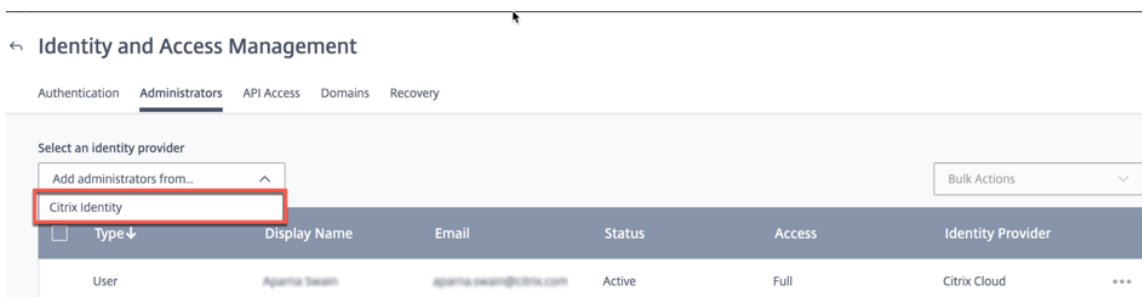 Identity and Access Management
Authentication Administrators API Access Domains Recovery
Select an identity provider
Add administrators from...
Bulk Actions
Citrix Identity
Type Display Name Email Status Access Identity Provider
User Active Full Citrix Cloud